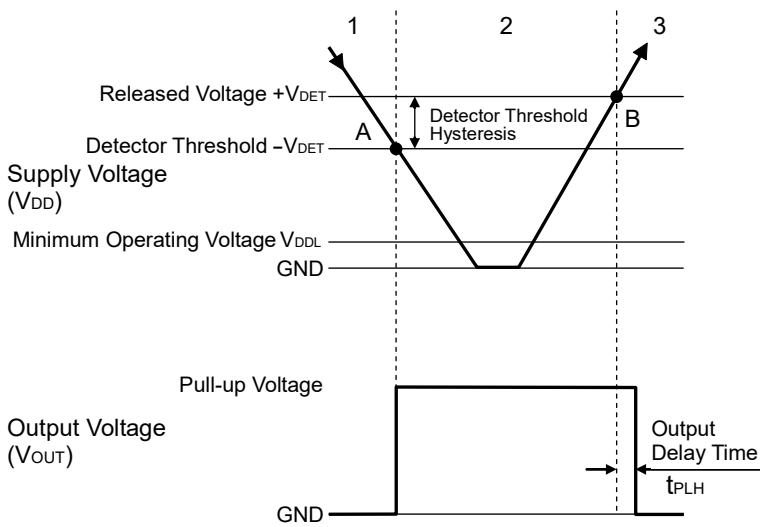 1
2
3
Released Voltage +VDET
Detector Threshold
Hysteresis
A
B
Detector Threshold –VDET
Supply Voltage
(VDD)
Minimum Operating Voltage VDDL
GND
Pull-up Voltage
Output Voltage
(VOUT)
Output
Delay Time
tPLH
GND